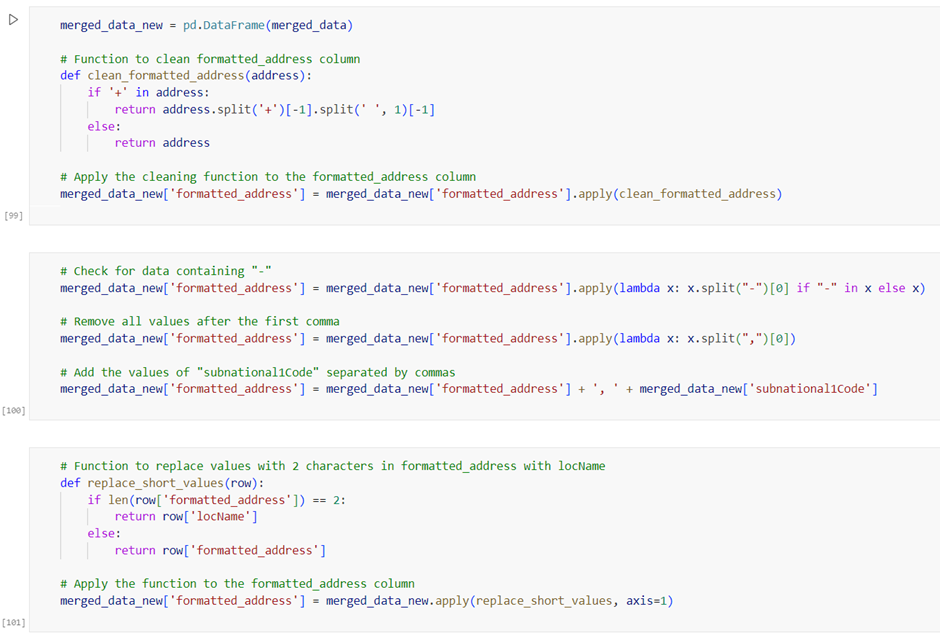 merged_data_new = pd.DataFrame(merged_data)
# Function to clean formatted_address column
def clean_formatted_address(address):
if '+' in address:
return address.split('+')[-1].split(' ', 1)[-1]
else:
return address
# Apply the cleaning function to the formatted_address column
merged_data_new['formatted_address'] = merged_data_new['formatted_address'].apply(clean_formatted_address)
[99]
# Check for data containing "-"
merged_data_new['formatted_address'] = merged_data_new['formatted_address'].apply(lambda x: x.split("-")[0] if "-" in x else x)
# Remove all values after the first comma
merged_data_new['formatted_address'] = merged_data_new['formatted_address'].apply(lambda x: x.split(",")[0])
# Add the values of "subnational1Code" separated by commas
merged_data_new['formatted_address'] = merged_data_new['formatted_address'] + ', ' + merged_data_new['subnational1Code']
[100]
# Function to replace values with 2 characters in formatted_address with locName
def replace_short_values(row):
if len(row['formatted_address']) == 2:
return row['locName']
else:
return row['formatted_address']
# Apply the function to the formatted_address column
merged_data_new['formatted_address'] = merged_data_new.apply(replace_short_values, axis=1)
[101]